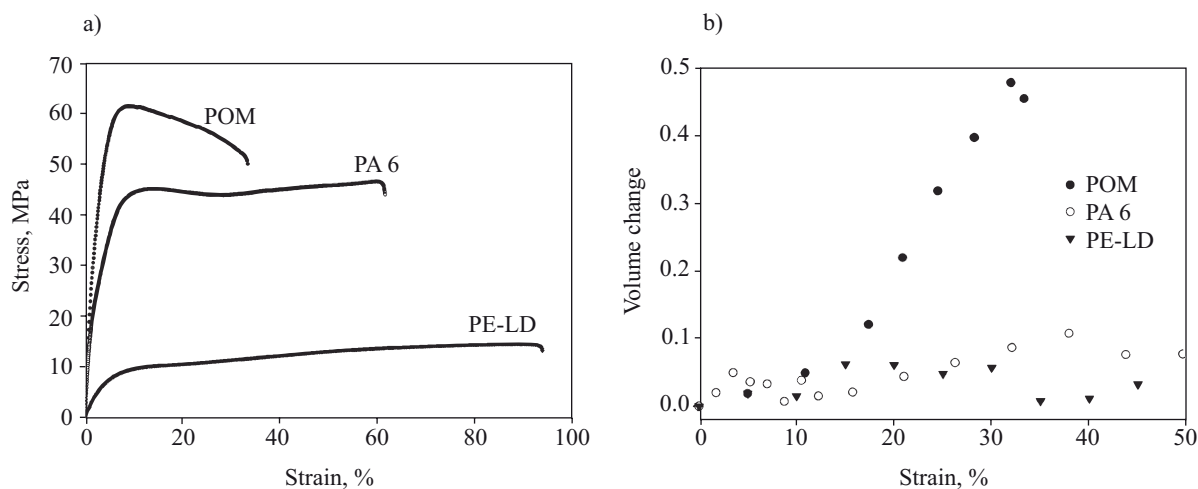 a)
70
60
50
40
30
20
10
0
Stress, MPa
POM
PA 6
PE-LD
0 20 40 60 80 100
Strain, %
b)
0.5
0.4
0.3
0.2
0.1
0.0
Volume change
POM
PA 6
PE-LD
0 10 20 30 40 50
Strain, %